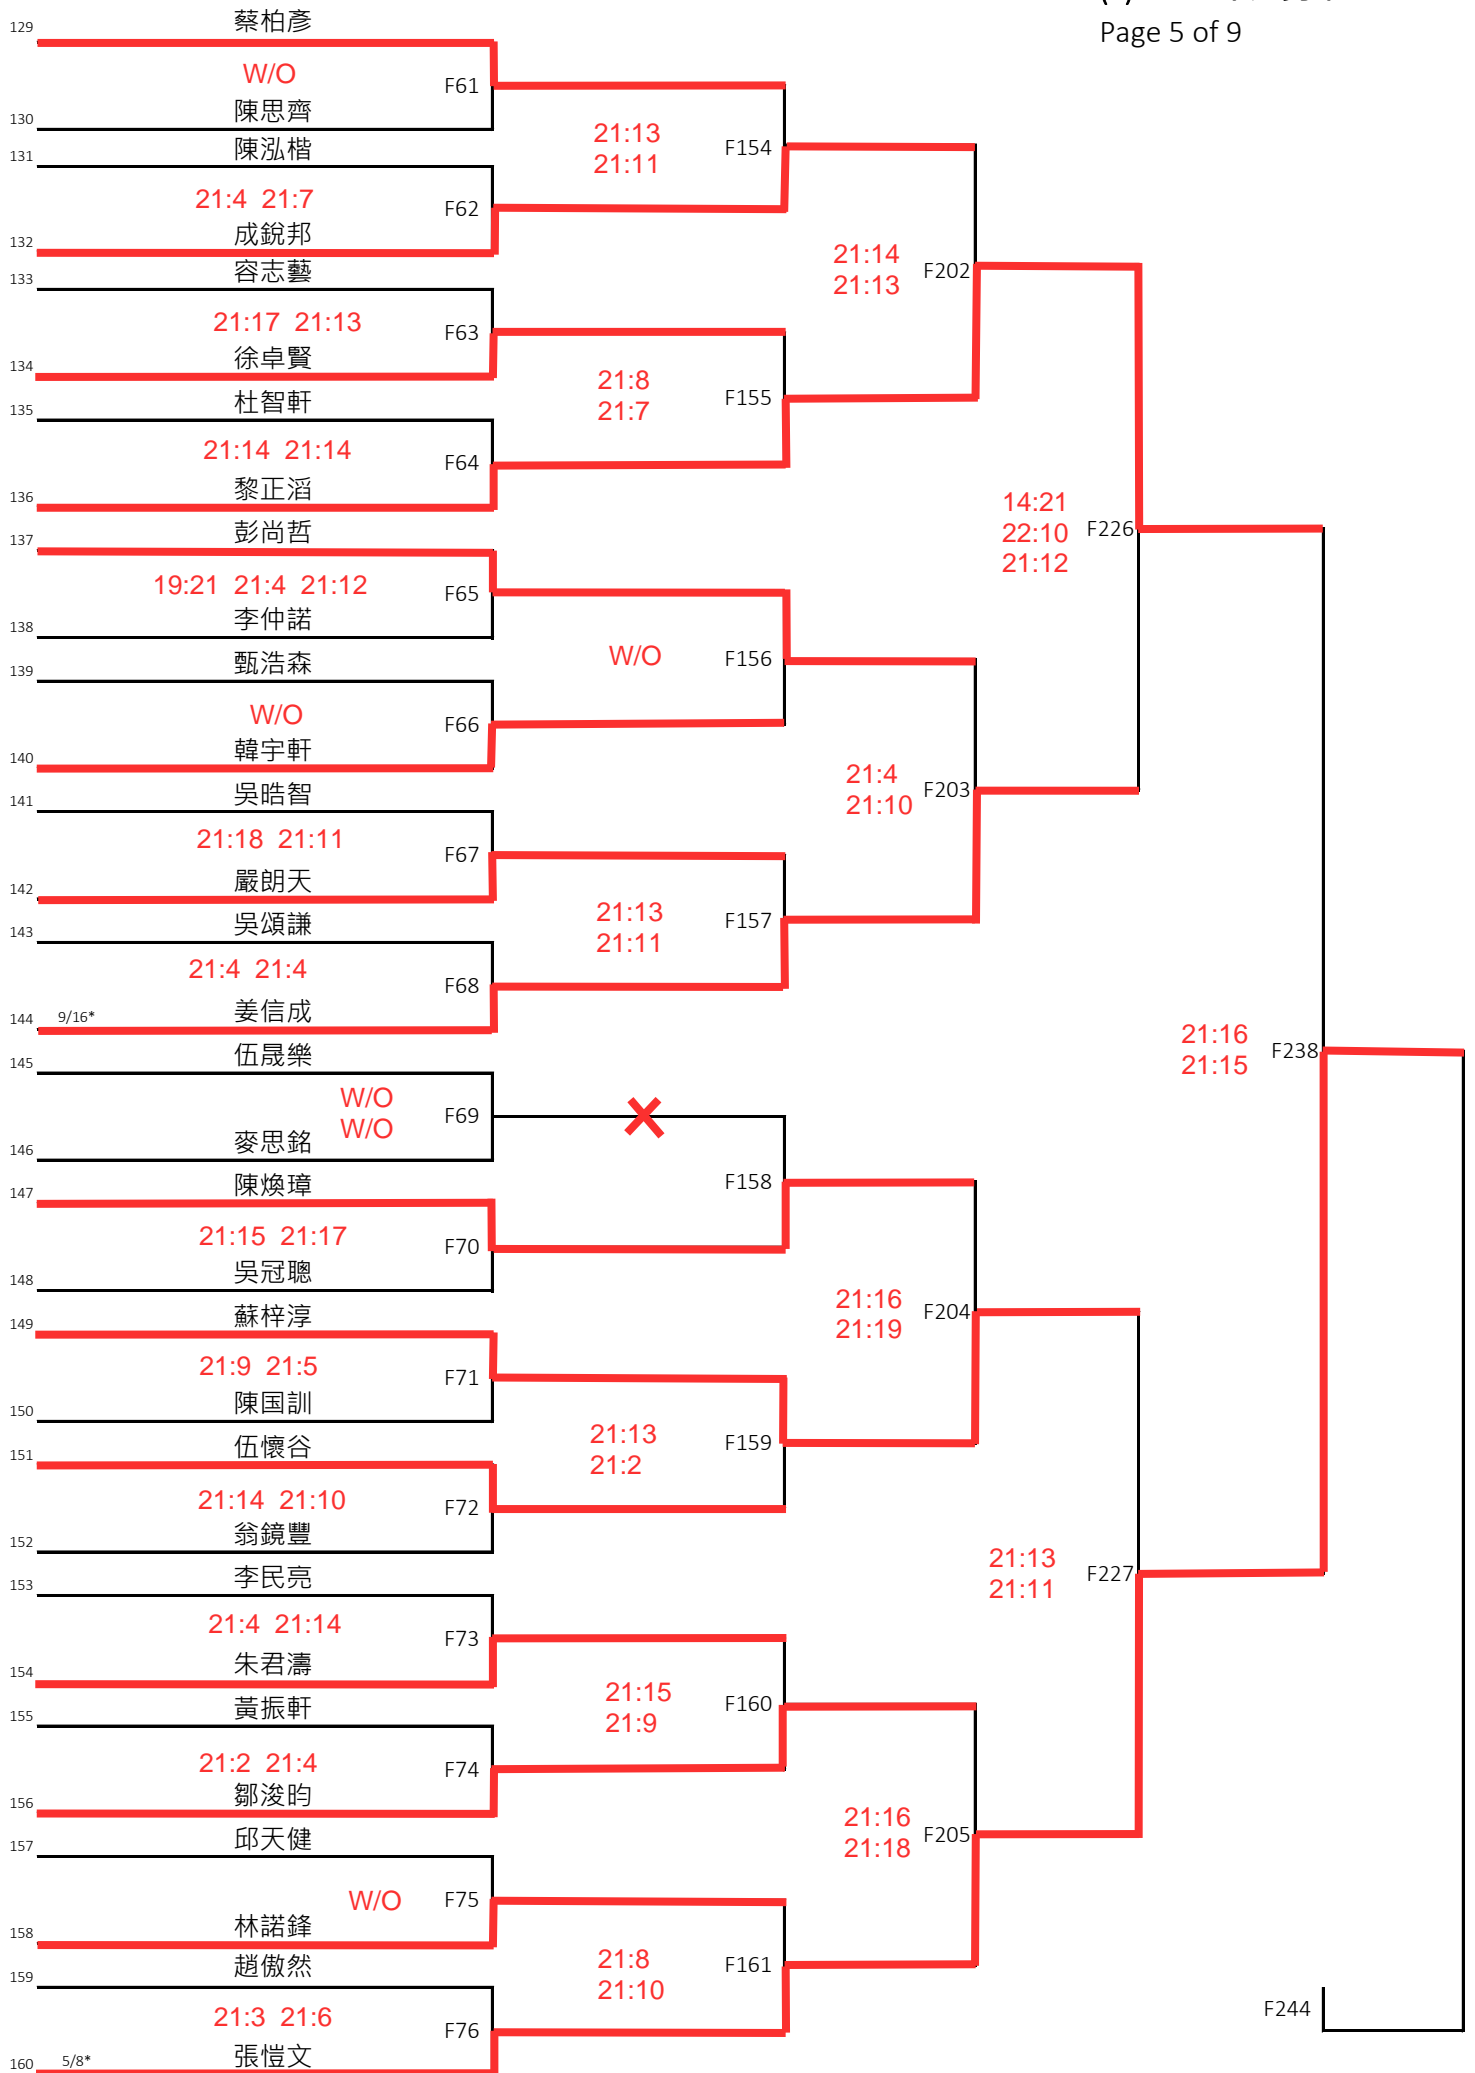 Page 5 of 9
129 蔡柏彥
W/O F61
130 陳思齊
21:13 F154
21:11
131 陳泓楷
21:4 21:7 F62
132 成銳邦
21:14 F202
21:13
133 容志藝
21:17 21:13 F63
134 徐卓賢
21:8 F155
21:7
135 杜智軒
21:14 21:14 F64
136 黎正滔
14:21
22:10 F226
21:12
137 彭尚哲
19:21 21:4 21:12 F65
138 李仲諾
W/O F156
139 甄浩森
W/O F66
140 韓宇軒
21:4 F203
21:10
141 吳晧智
21:18 21:11 F67
142 嚴朗天
21:13 F157
21:11
143 吳頌謙
21:4 21:4 F68
144 9/16* 姜信成
21:16 F238
21:15
145 伍晟樂
W/O F69
W/O
146 麥思銘
F158
147 陳煥璋
21:15 21:17 F70
148 吳冠聰
21:16 F204
21:19
149 蘇梓淳
21:9 21:5 F71
150 陳国訓
21:13 F159
21:2
151 伍懷谷
21:14 21:10 F72
152 翁鏡豐
21:13 F227
21:11
153 李民亮
21:4 21:14 F73
154 朱君濤
21:15 F160
21:9
155 黃振軒
21:2 21:4 F74
156 鄒浚昀
21:16 F205
21:18
157 邱天健
W/O F75
158 林諾鋒
21:8 F161
21:10
159 趙傲然
21:3 21:6 F76
160 5/8* 張愷文
F244